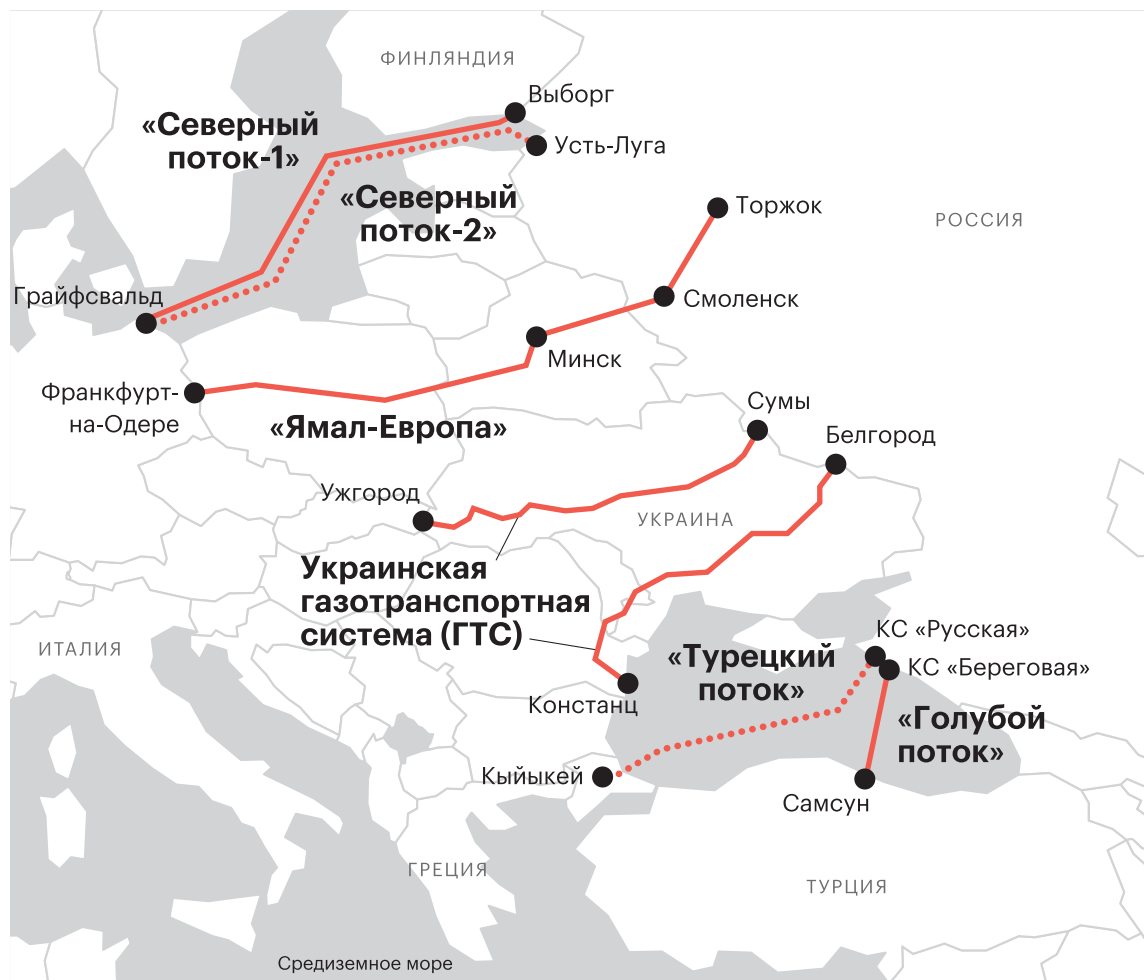 ФИНЛЯНДИЯ
Выборг
«Северный
поток-1»
Усть-Луга
«Северный
поток-2»
Торжок
РОССИЯ
Грайфсвальд
Смоленск
Минск
Франкфурт-
на-Одере
«Ямал-Европа»
Сумы
Белгород
Ужгород
УКРАИНА
Украинская
газотранспортная
система (ГТС)
ИТАЛИЯ
КС «Русская»
КС «Береговая»
«Турецкий
поток»
Констанц
«Голубой
поток»
Кыйыкей
Самсун
ГРЕЦИЯ
ТУРЦИЯ
Средиземное море